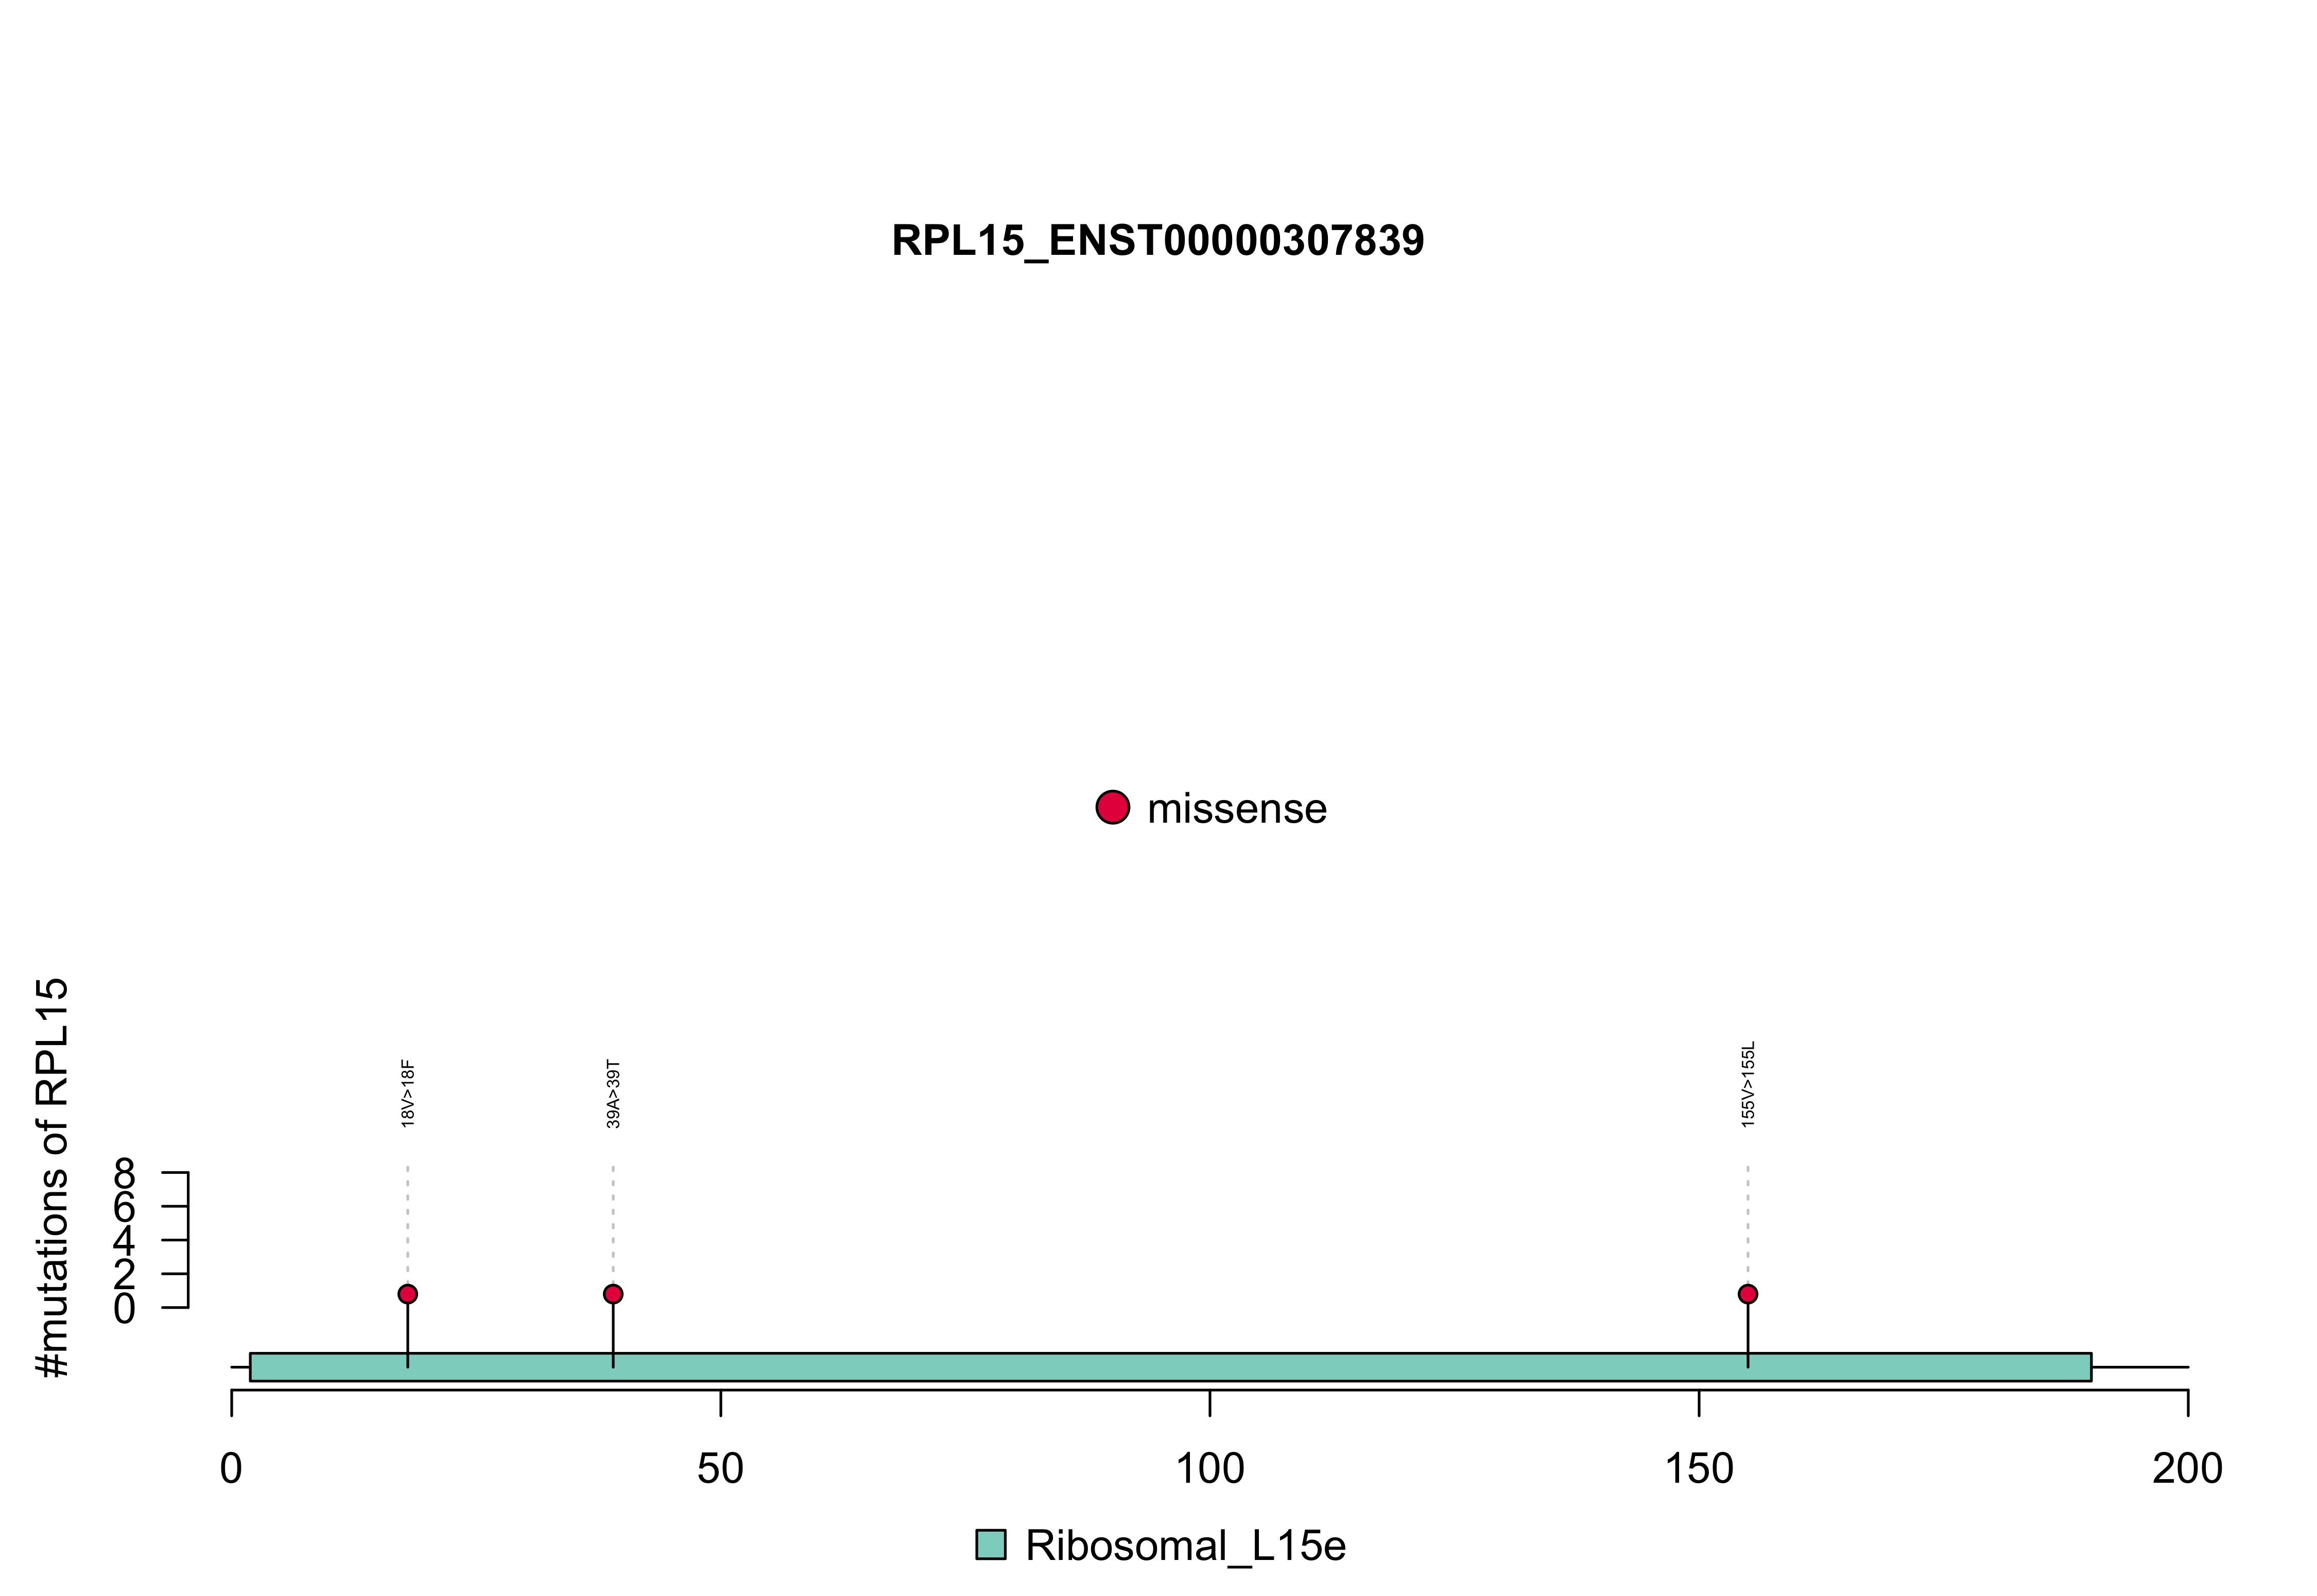 RPL15_ENST00000307839
missense
#mutations of RPL15
18V>18F
39A>39T
155V>155L
8
6
4
2
0
0 50 100 150 200
Ribosomal_L15e